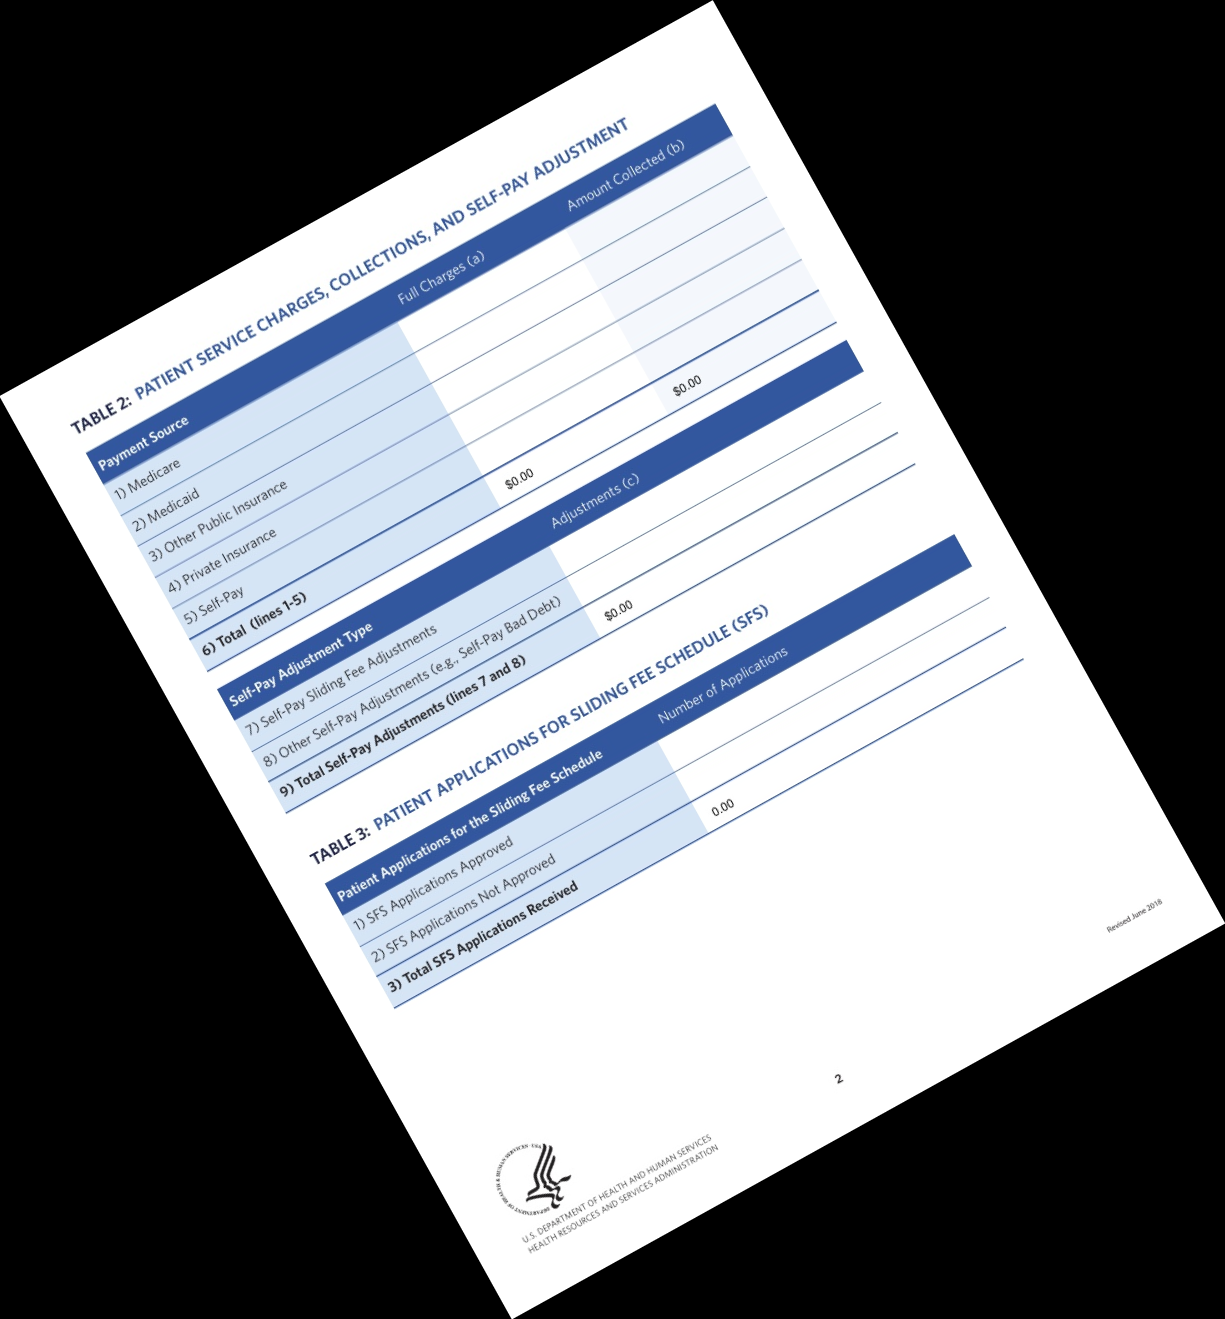 TABLE 2: PATIENT SERVICE CHARGES, COLLECTIONS, AND SELF-PAY ADJUSTMENT
Payment Source Full Charges (a) Amount Collected (b)
1) Medicare
2) Medicaid
3) Other Public Insurance
4) Private Insurance
5) Self-Pay
6) Total (lines 1-5) $0.00 $0.00
Self-Pay Adjustment Type Adjustments (c)
7) Self-Pay Sliding Fee Adjustments
8) Other Self-Pay Adjustments (e.g., Self-Pay Bad Debt)
9) Total Self-Pay Adjustments (lines 7 and 8) $0.00
TABLE 3: PATIENT APPLICATIONS FOR SLIDING FEE SCHEDULE (SFS)
Patient Applications for the Sliding Fee Schedule Number of Applications
1) SFS Applications Approved
2) SFS Applications Not Approved
3) Total SFS Applications Received 0.00
Revised June 2018
2
DEPARTMENT OF HEALTH & HUMAN SERVICES · USA
U.S. DEPARTMENT OF HEALTH AND HUMAN SERVICES
HEALTH RESOURCES AND SERVICES ADMINISTRATION